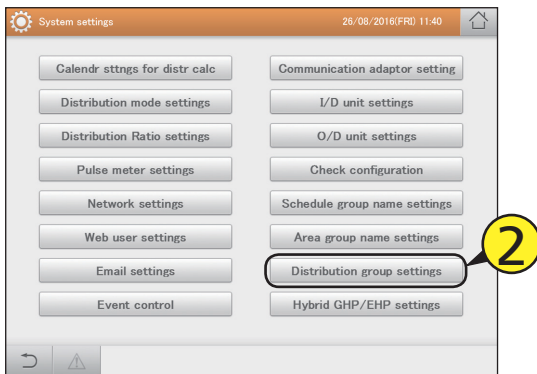 System settings
26/08/2016(FRI) 11:40
Calendr sttngs for distr calc
Communication adaptor setting
Distribution mode settings
I/D unit settings
Distribution Ratio settings
O/D unit settings
Pulse meter settings
Check configuration
Network settings
Schedule group name settings
Web user settings
Area group name settings
2
Email settings
Distribution group settings
Event control
Hybrid GHP/EHP settings